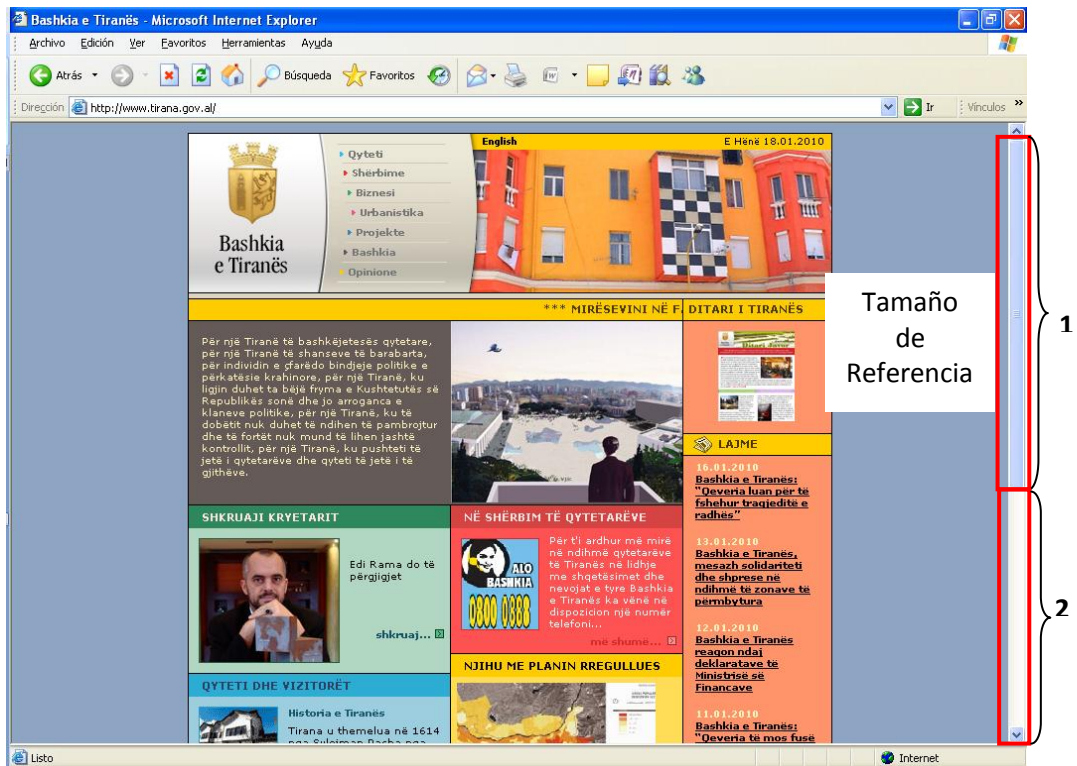 Bashkia e Tiranës - Microsoft Internet Explorer
Archivo Edición Ver Favoritos Herramientas Ayuda
Atrás Búsqueda Favoritos
Dirección http://www.tirana.gov.al/ Ir Vínculos »
Bashkia
e Tiranës
Qyteti
Shërbime
Biznesi
Urbanistika
Projekte
Bashkia
Opinione
English
E Hënë 18.01.2010
*** MIRËSEVINI NË F
DITARI I TIRANËS
Për një Tiranë të bashkëjetesës qytetare,
për një Tiranë të shanseve të barabarta,
për individin e çfarëdo bindjeje politike e
përkatësie krahinore, për një Tiranë, ku
ligjin duhet ta bëjë fryma e Kushtetutës së
Republikës sonë dhe jo arroganca e
klaneve politike, për një Tiranë, ku të
dobëtit nuk duhet të ndihen të pambrojtur
dhe të fortët nuk mund të lihen jashtë
kontrollit, për një Tiranë, ku pushteti të
jetë i qytetarëve dhe qyteti të jetë i të
gjithëve.
Ditari Javor
LAJME
16.01.2010
Bashkia e Tiranës:
"Qeveria luan për të
fshehur tragjeditë e
radhës"
13.01.2010
Bashkia e Tiranës,
mesazh solidariteti
dhe shprese në
ndihmë të zonave të
përmbytura
12.01.2010
Bashkia e Tiranës
reagon ndaj
deklaratave të
Ministrisë së
Financave
11.01.2010
Bashkia e Tiranës:
"Qeveria të mos fusë
SHKRUAJI KRYETARIT
Edi Rama do të
përgjigjet
shkruaj...
NË SHËRBIM TË QYTETARËVE
ALO
BASHKIA
0800 0888
Për t'i ardhur më mirë
në ndihmë qytetarëve
të Tiranës në lidhje
me shqetësimet dhe
nevojat e tyre Bashkia
e Tiranës ka vënë në
dispozicion një numër
telefoni...
më shumë...
QYTETI DHE VIZITORËT
Historia e Tiranës
Tirana u themelua në 1614
nga Sulejman Pasha nga
NJIHU ME PLANIN RREGULLUES
Tamaño
de
Referencia
1
2
Listo
Internet